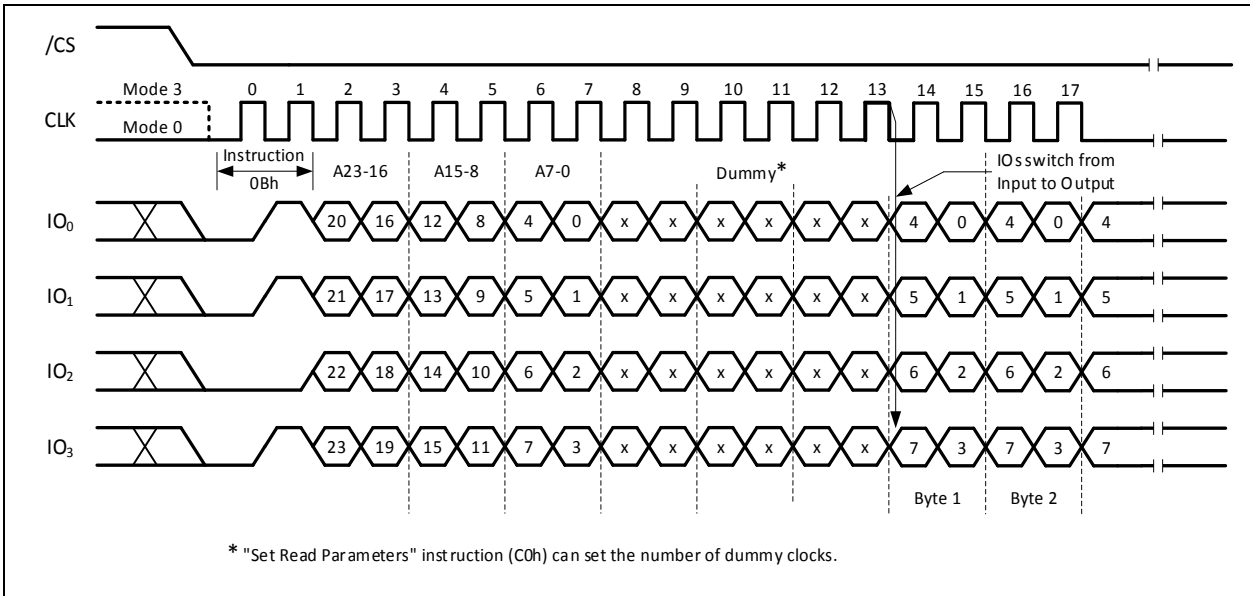 /CS
Mode 3 0 1 2 3 4 5 6 7 8 9 10 11 12 13 14 15 16 17
CLK
Mode 0
Instruction
0Bh A23-16 A15-8 A7-0 Dummy* IOs switch from
Input to Output
IO0 20 16 12 8 4 0 x x x x x x 4 0 4 0 4
IO1 21 17 13 9 5 1 x x x x x x 5 1 5 1 5
IO2 22 18 14 10 6 2 x x x x x x 6 2 6 2 6
IO3 23 19 15 11 7 3 x x x x x x 7 3 7 3 7
Byte 1 Byte 2
* "Set Read Parameters" instruction (C0h) can set the number of dummy clocks.